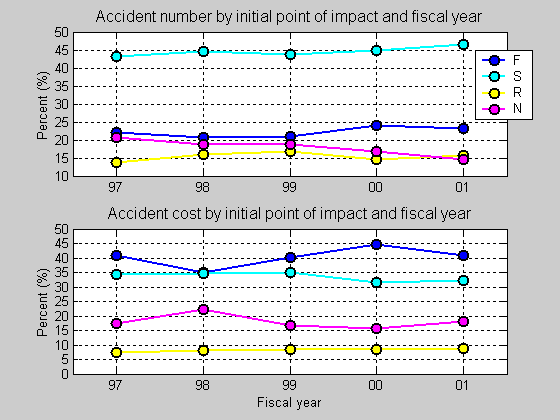 Accident number by initial point of impact and fiscal year
50
45
40
35
30
25
20
15
10
Percent (%)
F
S
R
N
97 98 99 00 01
Accident cost by initial point of impact and fiscal year
50
45
40
35
30
25
20
15
10
5
0
Percent (%)
97 98 99 00 01
Fiscal year